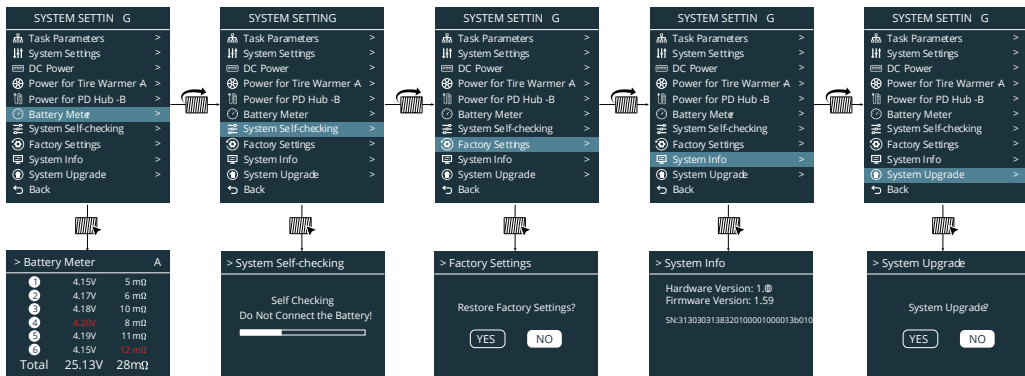 SYSTEM SETTIN G
Task Parameters >
System Settings >
DC Power >
Power for Tire Warmer -A >
Power for PD Hub -B >
Battery Meter >
System Self-checking >
Factory Settings >
System Info >
System Upgrade >
Back
SYSTEM SETTING
Task Parameters >
System Settings >
DC Power >
Power for Tire Warmer -A >
Power for PD Hub -B >
Battery Meter >
System Self-checking >
Factory Settings >
System Info >
System Upgrade >
Back
SYSTEM SETTIN G
Task Parameters >
System Settings >
DC Power >
Power for Tire Warmer -A >
Power for PD Hub -B >
Battery Meter >
System Self-checking >
Factory Settings >
System Info >
System Upgrade >
Back
SYSTEM SETTIN G
Task Parameters >
System Settings >
DC Power >
Power for Tire Warmer -A >
Power for PD Hub -B >
Battery Meter >
System Self-checking >
Factory Settings >
System Info >
System Upgrade >
Back
SYSTEM SETTIN G
Task Parameters >
System Settings >
DC Power >
Power for Tire Warmer -A >
Power for PD Hub -B >
Battery Meter >
System Self-checking >
Factory Settings >
System Info >
System Upgrade >
Back
> Battery Meter A
1 4.15V 5 mΩ
2 4.17V 6 mΩ
3 4.18V 10 mΩ
4 4.20V 8 mΩ
5 4.19V 11 mΩ
6 4.15V 12 mΩ
Total 25.13V 28mΩ
> System Self-checking
Self Checking
Do Not Connect the Battery!
> Factory Settings
Restore Factory Settings?
YES NO
> System Info
Hardware Version: 1.00
Firmware Version: 1.59
SN:3130303138320100001000013b010
> System Upgrade
System Upgrade?
YES NO